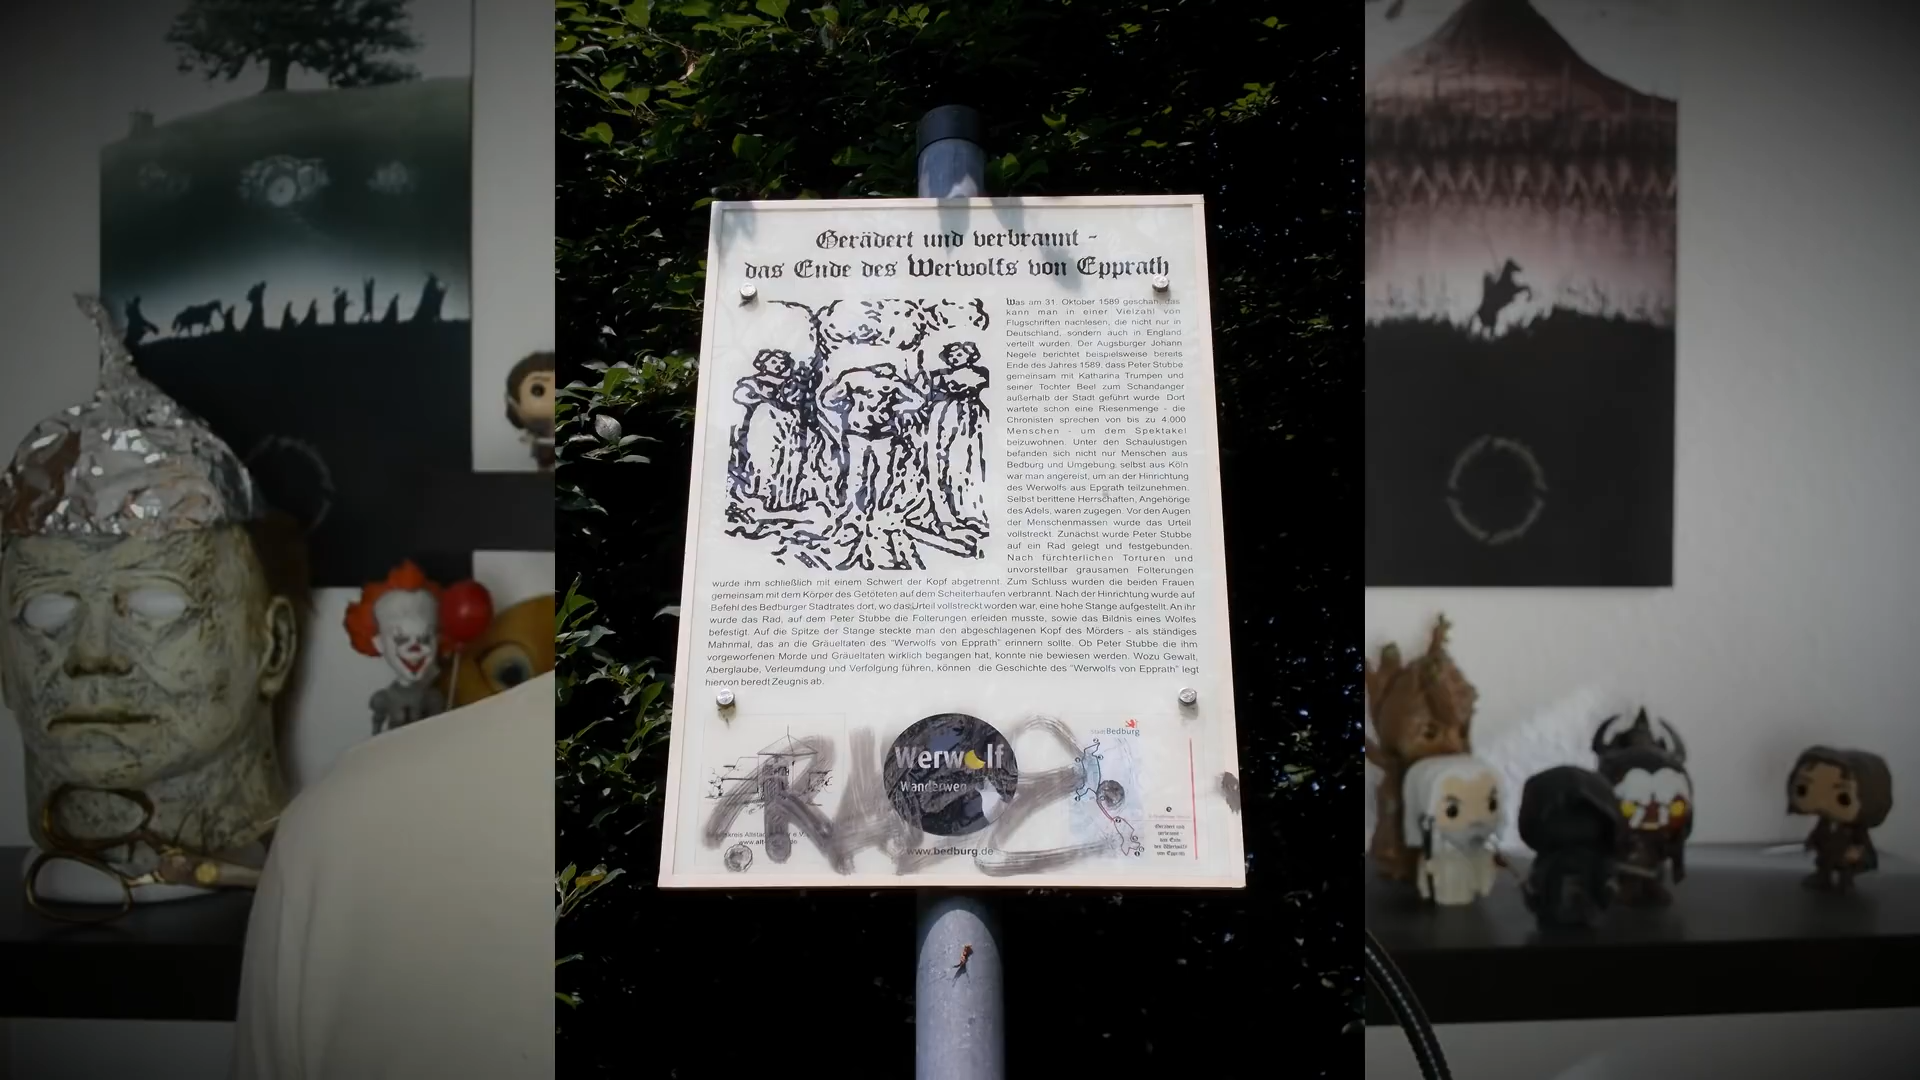 Gerädert und verbrannt -
das Ende des Werwolfs von Epprath
Was am 31. Oktober 1589 geschah, das
kann man in einer Vielzahl von
Flugschriften nachlesen, die nicht nur in
Deutschland, sondern auch in England
verteilt wurden. Der Augsburger Johann
Negele berichtet beispielsweise bereits
Ende des Jahres 1589, dass Peter Stubbe
gemeinsam mit Katharina Trumpen und
seiner Tochter Beel zum Schandanger
außerhalb der Stadt geführt wurde. Dort
wartete schon eine Riesenmenge - die
Chronisten sprechen von bis zu 4.000
Menschen - um dem Spektakel
beizuwohnen. Unter den Schaulustigen
befanden sich nicht nur Menschen aus
Bedburg und Umgebung, selbst aus Köln
war man angereist, um an der Hinrichtung
des Werwolfs aus Epprath teilzunehmen.
Selbst berittene Herrschaften, Angehörige
des Adels, waren zugegen. Vor den Augen
der Menschenmassen wurde das Urteil
vollstreckt. Zunächst wurde Peter Stubbe
auf ein Rad gelegt und festgebunden.
Nach fürchterlichen Torturen und
unvorstellbar grausamen Folterungen
wurde ihm schließlich mit einem Schwert der Kopf abgetrennt. Zum Schluss wurden die beiden Frauen
gemeinsam mit dem Körper des Getöteten auf dem Scheiterhaufen verbrannt. Nach der Hinrichtung wurde auf
Befehl des Bedburger Stadtrates dort, wo das Urteil vollstreckt worden war, eine hohe Stange aufgestellt. An ihr
wurde das Rad, auf dem Peter Stubbe die Folterungen erleiden musste, sowie das Bildnis eines Wolfes
befestigt. Auf die Spitze der Stange steckte man den abgeschlagenen Kopf des Mörders - als ständiges
Mahnmal, das an die Gräueltaten des "Werwolfs von Epprath" erinnern sollte. Ob Peter Stubbe die ihm
vorgeworfenen Morde und Gräueltaten wirklich begangen hat, konnte nie bewiesen werden. Wozu Gewalt,
Aberglaube, Verleumdung und Verfolgung führen, können die Geschichte des "Werwolfs von Epprath" legt
hiervon beredt Zeugnis ab.
Stadt Bedburg
Werwolf
Wanderweg
www.bedburg.de
Gerädert und
verbrannt -
das Ende
des Werwolfs
von Epprath